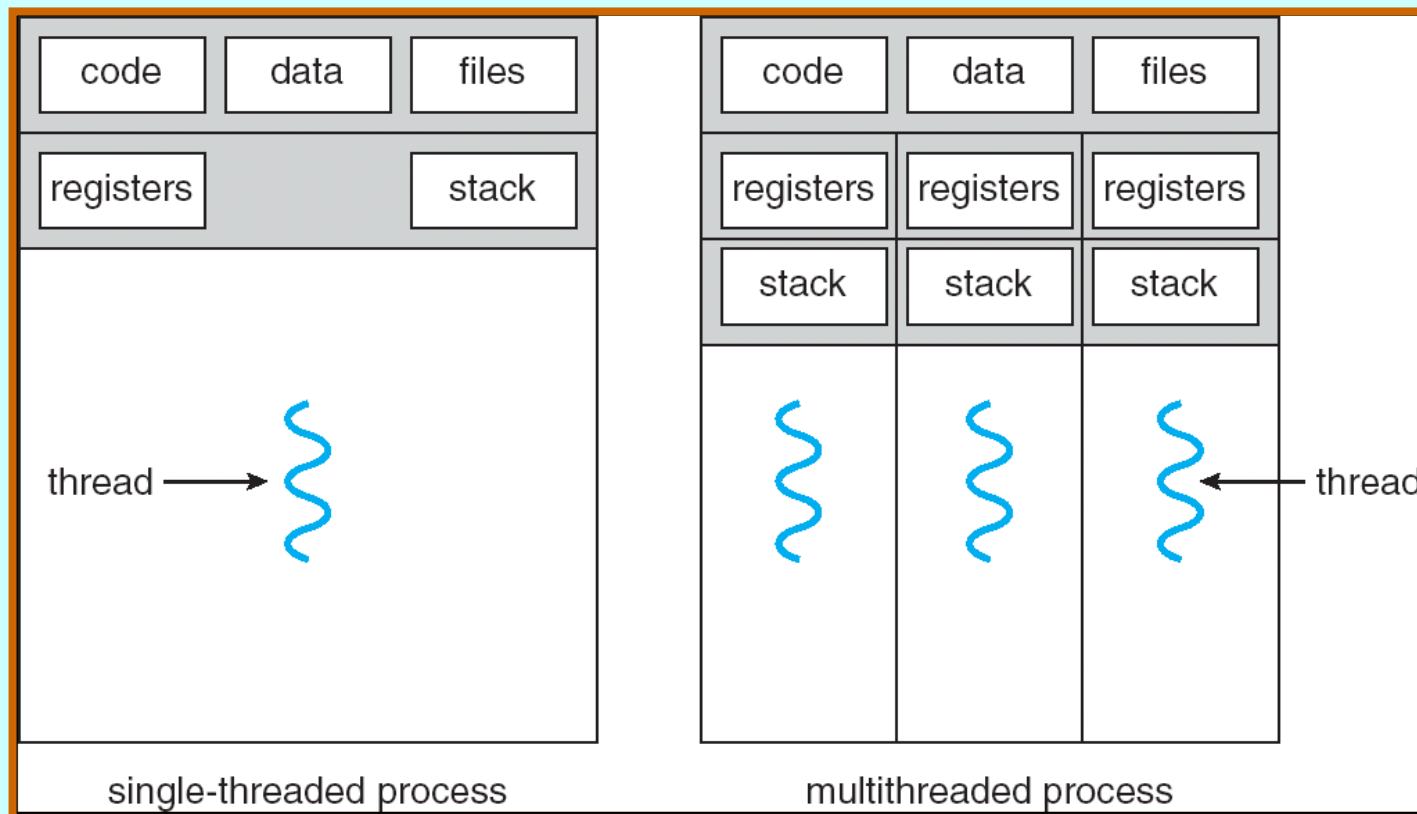 code data files
registers stack
thread
single-threaded process
code data files
registers registers registers
stack stack stack
thread
multithreaded process